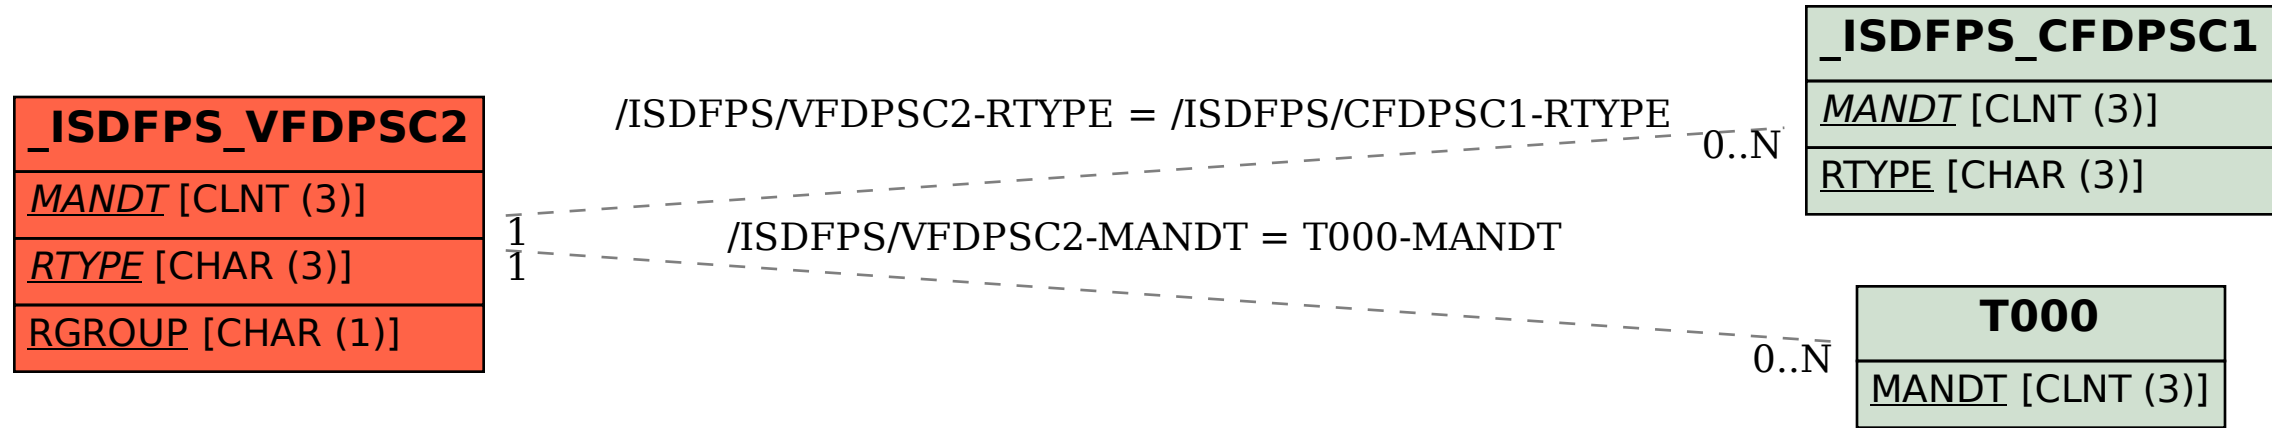 _ISDFPS_VFDPSC2
MANDT [CLNT (3)]
RTYPE [CHAR (3)]
RGROUP [CHAR (1)]
/ISDFPS/VFDPSC2-RTYPE = /ISDFPS/CFDPSC1-RTYPE
0..N
1
/ISDFPS/VFDPSC2-MANDT = T000-MANDT
1
0..N
_ISDFPS_CFDPSC1
MANDT [CLNT (3)]
RTYPE [CHAR (3)]
T000
MANDT [CLNT (3)]